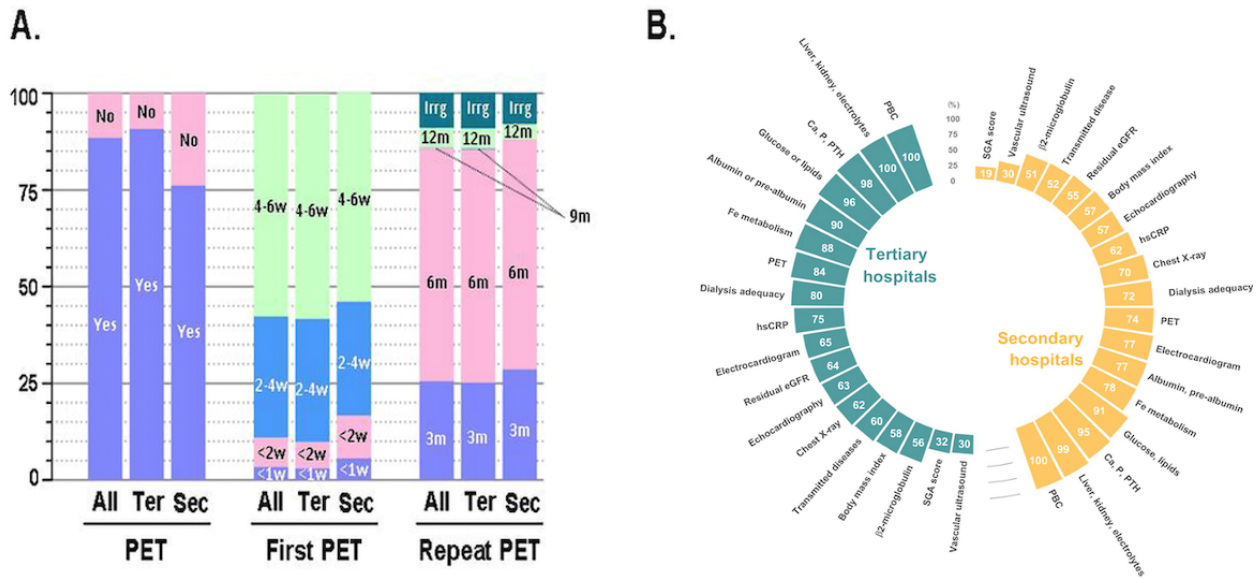 A.
100
75
50
25
0
No
No
No
Yes
Yes
Yes
4-6w
4-6w
4-6w
2-4w
2-4w
2-4w
<2w
<2w
<2w
<1w
<1w
<1w
Irrg
Irrg
Irrg
12m
12m
12m
9m
6m
6m
6m
3m
3m
3m
All
Ter
Sec
All
Ter
Sec
All
Ter
Sec
PET
First PET
Repeat PET
B.
Tertiary
hospitals
PBC
100
Liver, kidney, electrolytes
100
Ca, P, PTH
98
Glucose or lipids
96
Albumin or pre-albumin
90
Fe metabolism
88
PET
84
Dialysis adequacy
80
hsCRP
75
Electrocardiogram
65
Residual eGFR
64
Echocardiography
63
Chest X-ray
62
Transmitted diseases
60
Body mass index
58
β2-microglobulin
56
SGA score
32
Vascular ultrasound
30
(%)
100
75
50
25
0
Secondary
hospitals
SGA score
19
Vascular ultrasound
30
β2-microglobulin
51
Transmitted disease
52
Residual eGFR
55
Body mass index
57
Echocardiography
57
hsCRP
62
Chest X-ray
70
Dialysis adequacy
72
PET
74
Electrocardiogram
77
Albumin, pre-albumin
77
Fe metabolism
78
Glucose, lipids
91
Ca, P, PTH
95
Liver, kidney, electrolytes
99
PBC
100